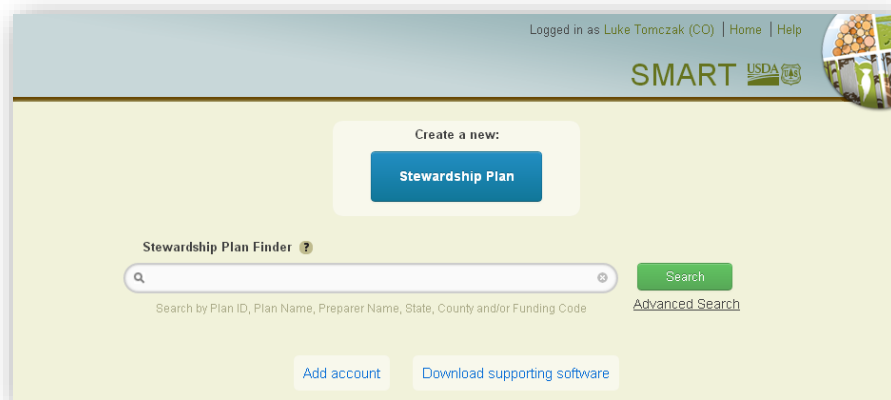 Logged in as Luke Tomczak (CO) | Home | Help
SMART USDA UAS
Create a new:
Stewardship Plan
Stewardship Plan Finder ?
Search
Search by Plan ID, Plan Name, Preparer Name, State, County and/or Funding Code
Advanced Search
Add account
Download supporting software